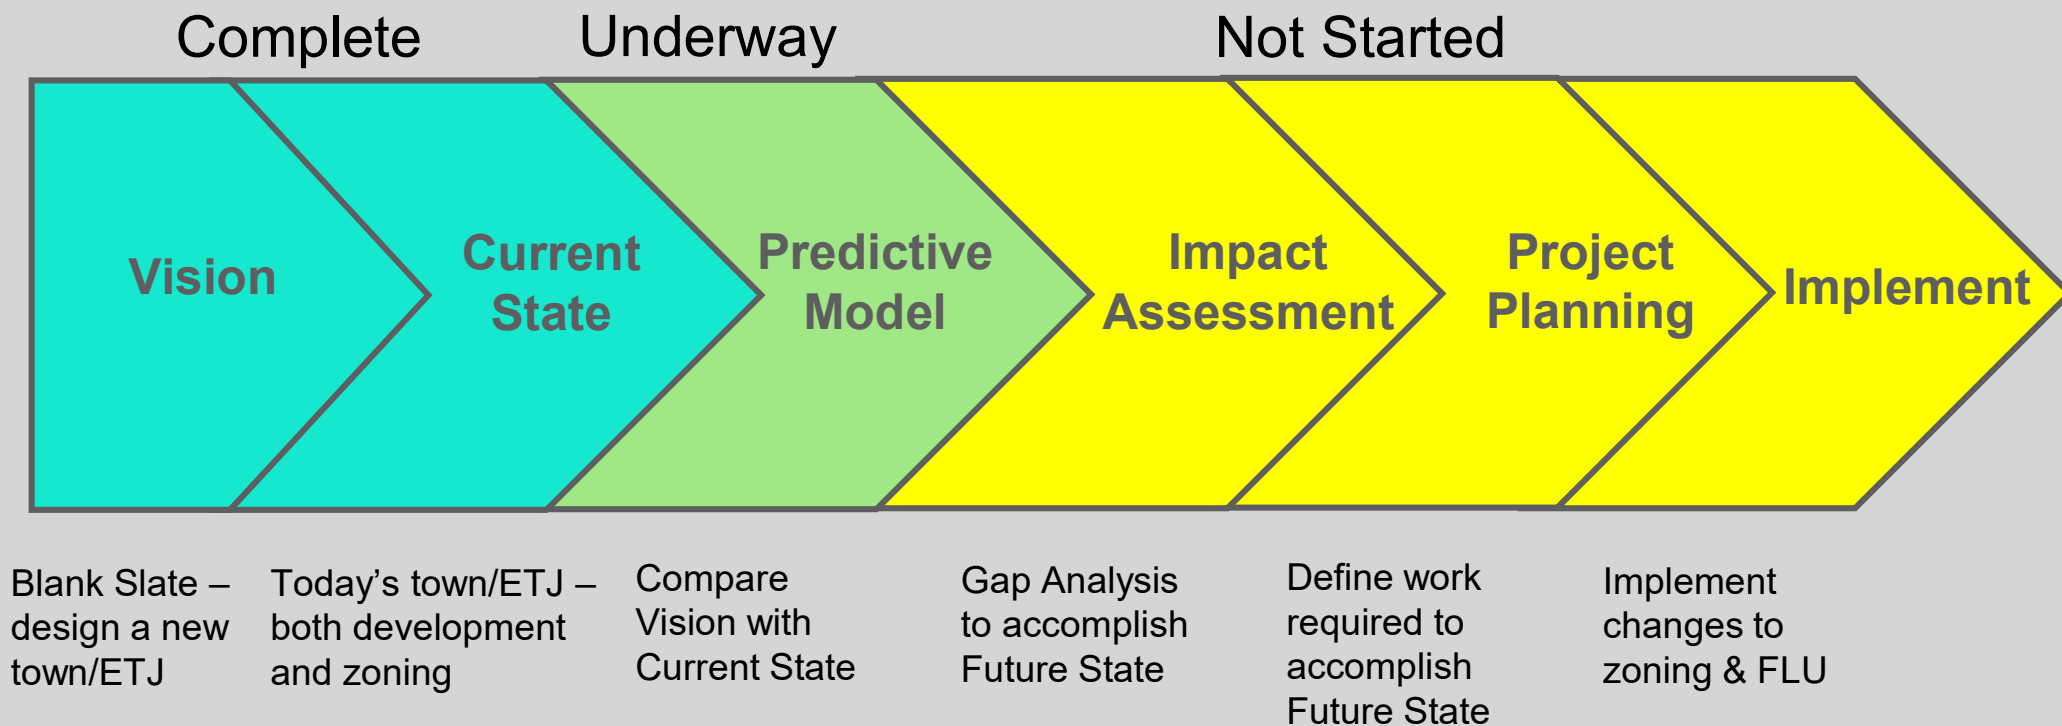 Complete
Underway
Not Started
Vision
Current
State
Predictive
Model
Impact
Assessment
Project
Planning
Implement
Blank Slate –
design a new
town/ETJ
Today’s town/ETJ –
both development
and zoning
Compare
Vision with
Current State
Gap Analysis
to accomplish
Future State
Define work
required to
accomplish
Future State
Implement
changes to
zoning & FLU